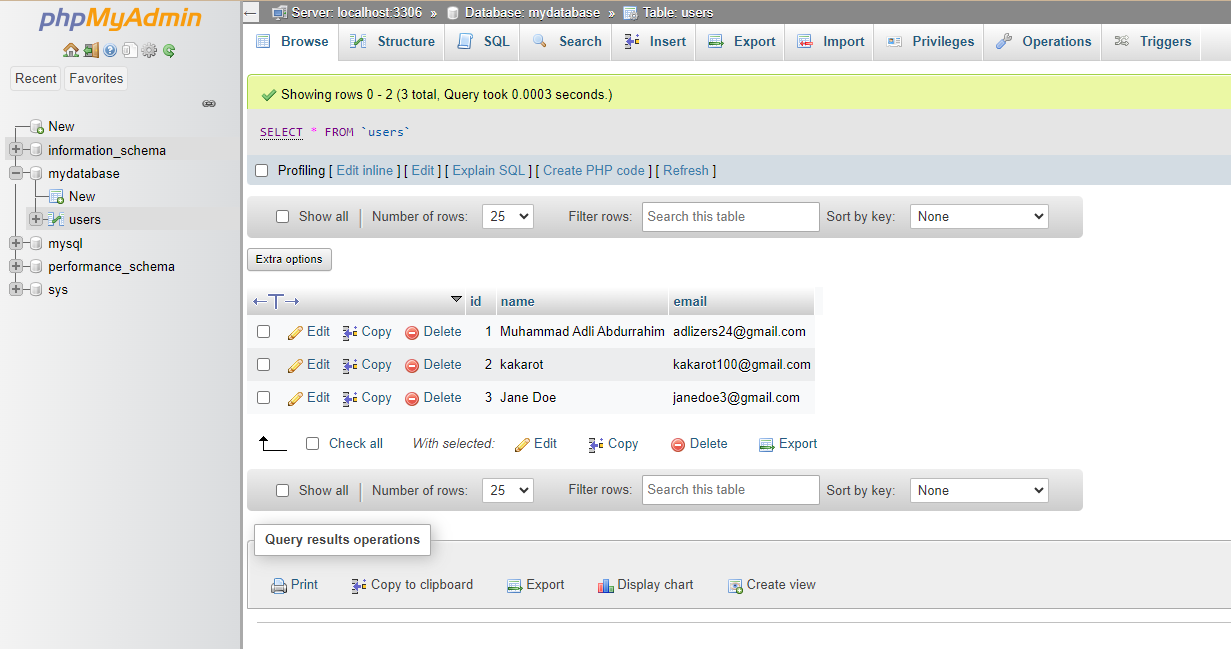 phpMyAdmin
Recent Favorites
New
information_schema
mydatabase
New
users
mysql
performance_schema
sys
Server: localhost:3306 » Database: mydatabase » Table: users
Browse Structure SQL Search Insert Export Import Privileges Operations Triggers
Showing rows 0 - 2 (3 total, Query took 0.0003 seconds.)
SELECT * FROM `users`
Profiling [ Edit inline ] [ Edit ] [ Explain SQL ] [ Create PHP code ] [ Refresh ]
Show all Number of rows: 25 Filter rows: Search this table Sort by key: None
Extra options
←T→ id name email
Edit Copy Delete 1 Muhammad Adli Abdurrahim adlizers24@gmail.com
Edit Copy Delete 2 kakarot kakarot100@gmail.com
Edit Copy Delete 3 Jane Doe janedoe3@gmail.com
Check all With selected: Edit Copy Delete Export
Show all Number of rows: 25 Filter rows: Search this table Sort by key: None
Query results operations
Print Copy to clipboard Export Display chart Create view